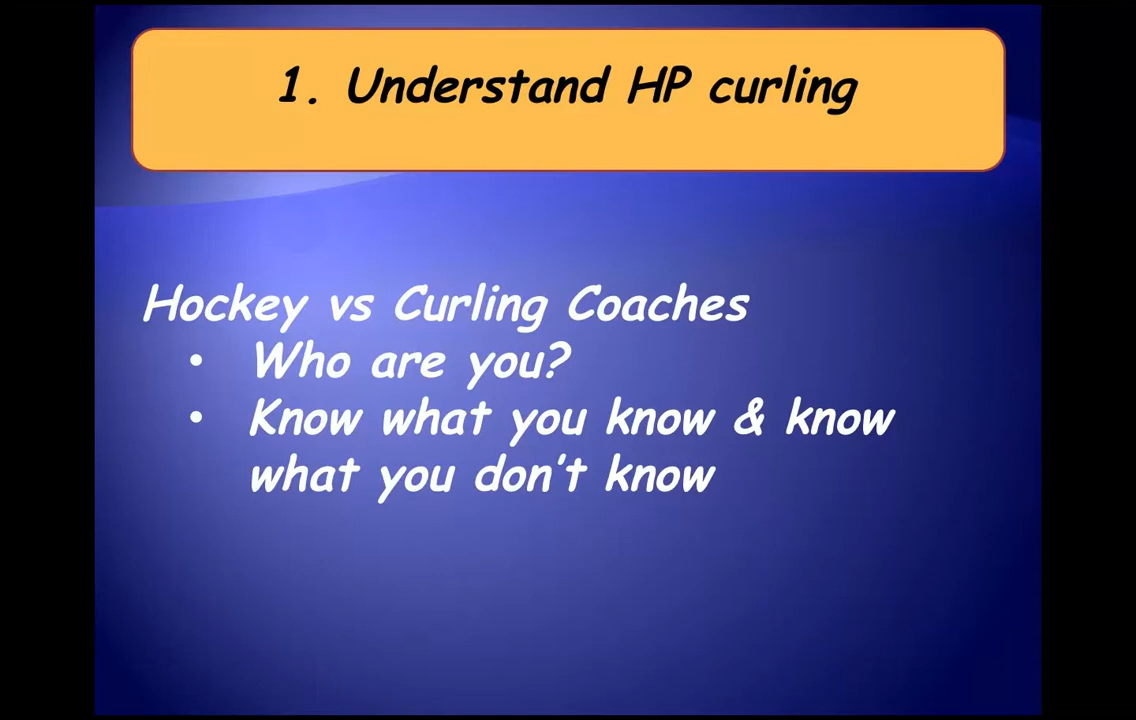 1. Understand HP curling
Hockey vs Curling Coaches
• Who are you?
• Know what you know & know
what you don't know